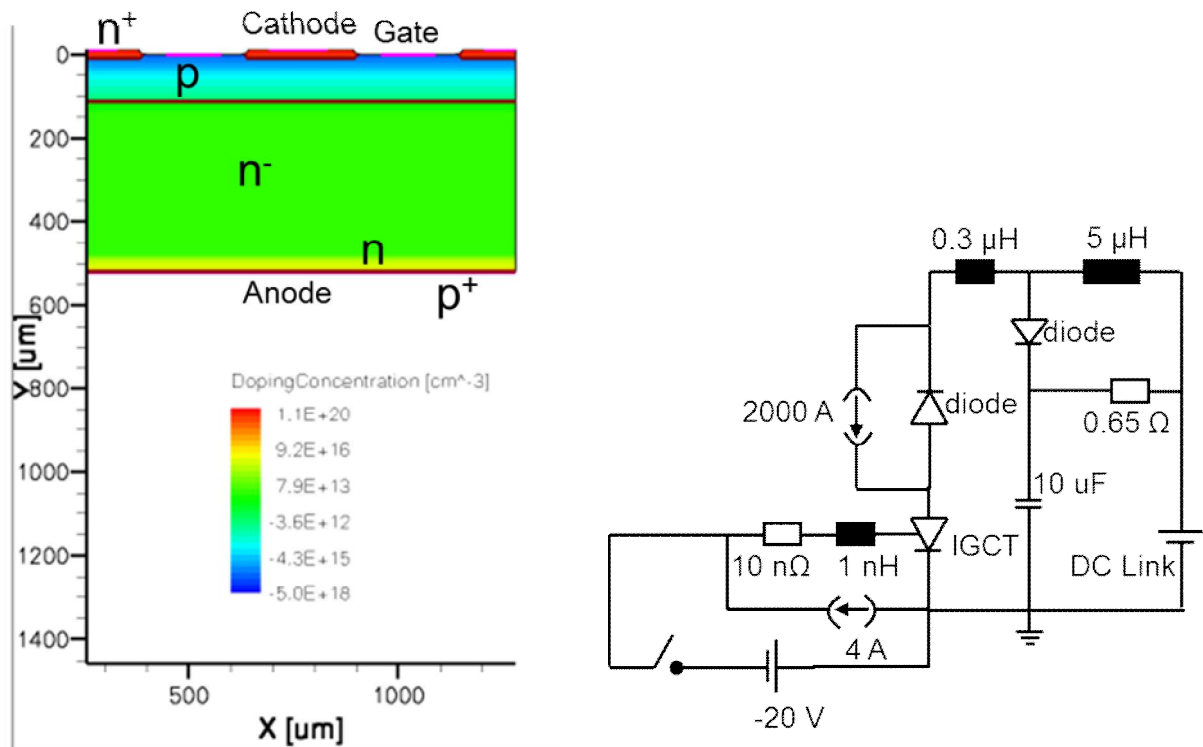 n+
Cathode
Gate
p
n-
n
Anode
p+
0
200
400
600
800
1000
1200
1400
Y [um]
DopingConcentration [cm^-3]
1.1E+20
9.2E+16
7.9E+13
-3.6E+12
-4.3E+15
-5.0E+18
500
1000
X [um]
0.3 µH
5 µH
diode
2000 A
diode
0.65 Ω
10 uF
IGCT
10 nΩ
1 nH
DC Link
4 A
-20 V